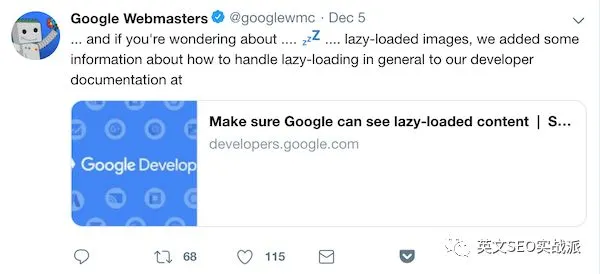 Google Webmasters @googlewmc · Dec 5
... and if you're wondering about .... 💤 .... lazy-loaded images, we added some
information about how to handle lazy-loading in general to our developer
documentation at
Make sure Google can see lazy-loaded content | S...
developers.google.com
Google Develop
68
115
英文SEO实战派